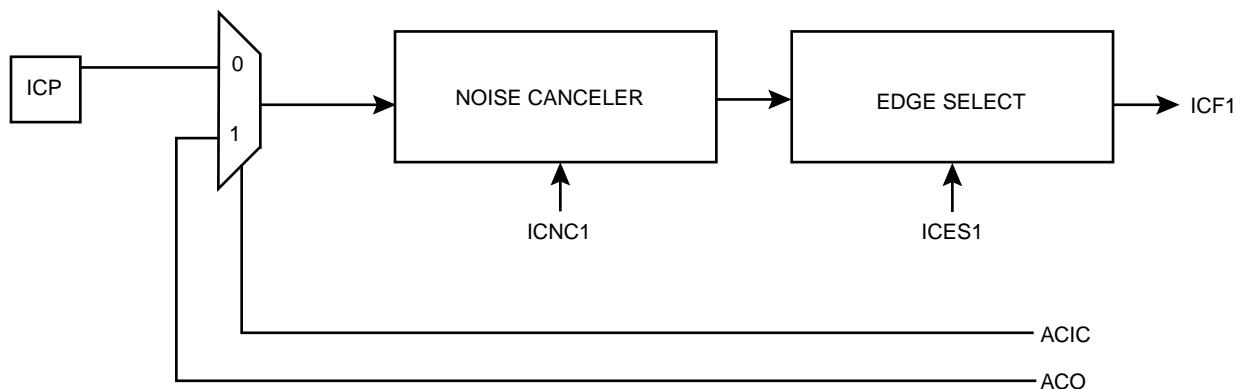 ICP
0
1
NOISE CANCELER
EDGE SELECT
ICF1
ICNC1
ICES1
ACIC
ACO